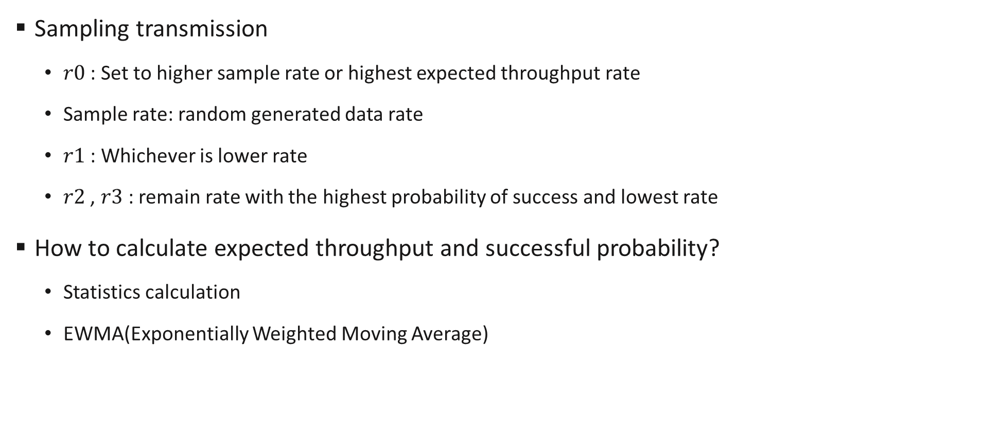 ▪ Sampling transmission
• r0 : Set to higher sample rate or highest expected throughput rate
• Sample rate: random generated data rate
• r1 : Whichever is lower rate
• r2 , r3 : remain rate with the highest probability of success and lowest rate
▪ How to calculate expected throughput and successful probability?
• Statistics calculation
• EWMA(Exponentially Weighted Moving Average)